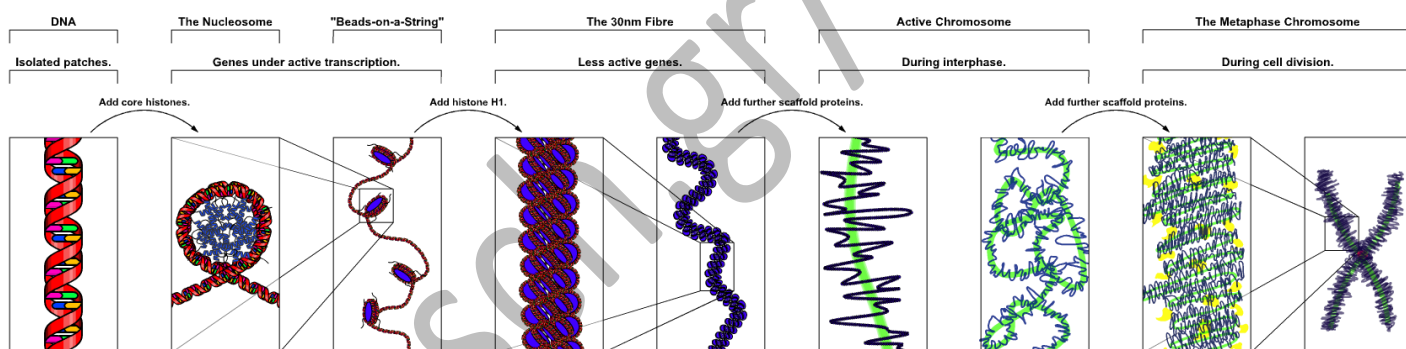 DNA
The Nucleosome
"Beads-on-a-String"
The 30nm Fibre
Active Chromosome
The Metaphase Chromosome
Isolated patches.
Genes under active transcription.
Less active genes.
During interphase.
During cell division.
Add core histones.
Add histone H1.
Add further scaffold proteins.
Add further scaffold proteins.
sch.gr/